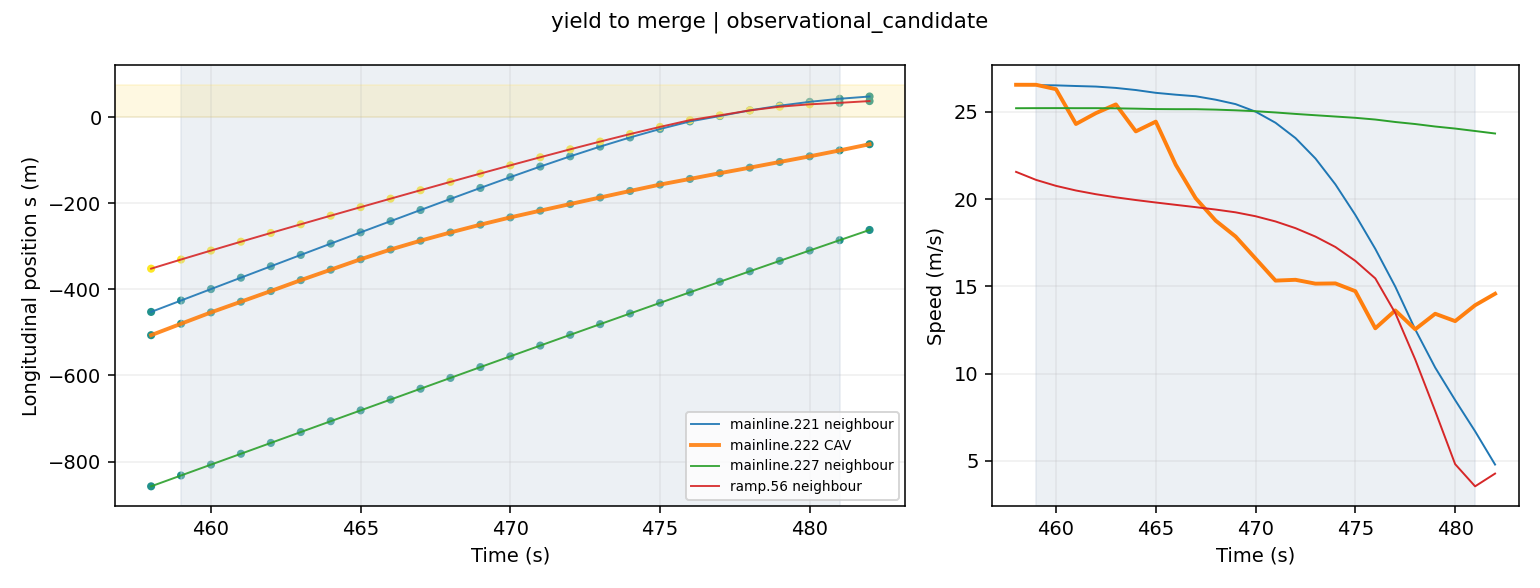 yield to merge | observational_candidate
Longitudinal position s (m)
0
−200
−400
−600
−800
460
465
470
475
480
Time (s)
mainline.221 neighbour
mainline.222 CAV
mainline.227 neighbour
ramp.56 neighbour
Speed (m/s)
25
20
15
10
5
460
465
470
475
480
Time (s)